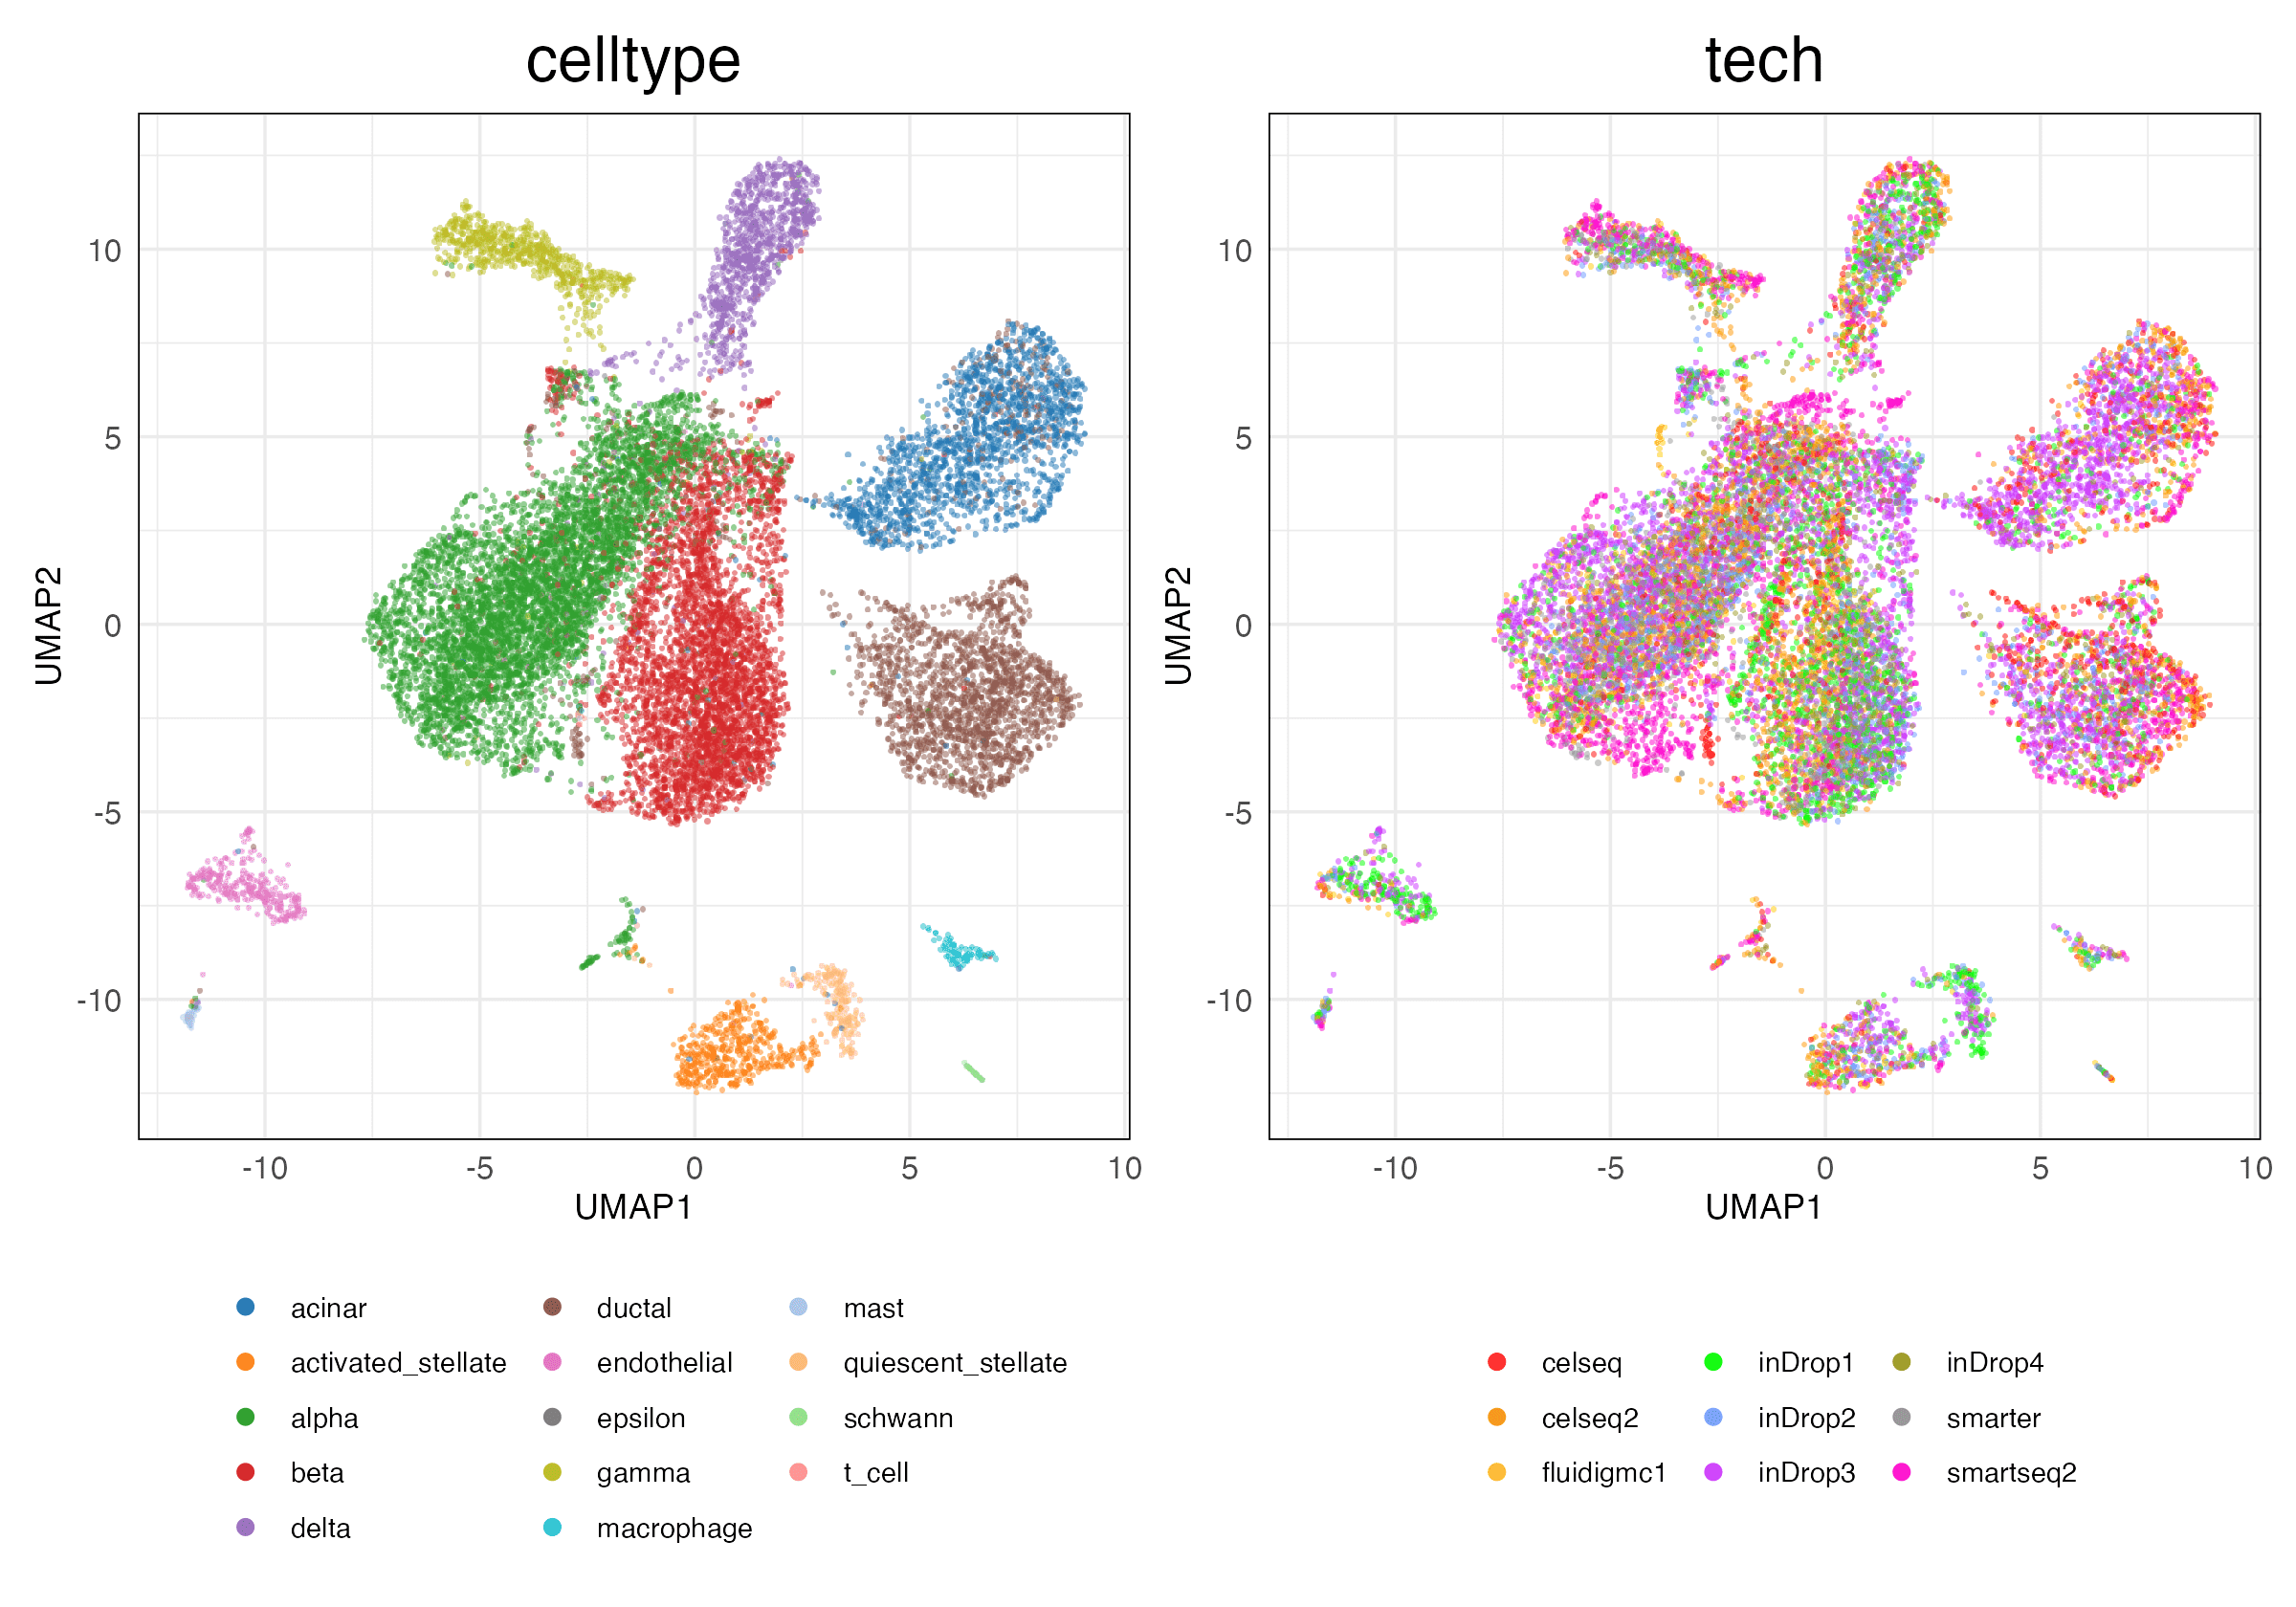 celltype
tech
10
5
0
-5
-10
UMAP2
-10
-5
0
5
10
UMAP1
10
5
0
-5
-10
UMAP2
-10
-5
0
5
10
UMAP1
acinar
activated_stellate
alpha
beta
delta
ductal
endothelial
epsilon
gamma
macrophage
mast
quiescent_stellate
schwann
t_cell
celseq
celseq2
fluidigmc1
inDrop1
inDrop2
inDrop3
inDrop4
smarter
smartseq2